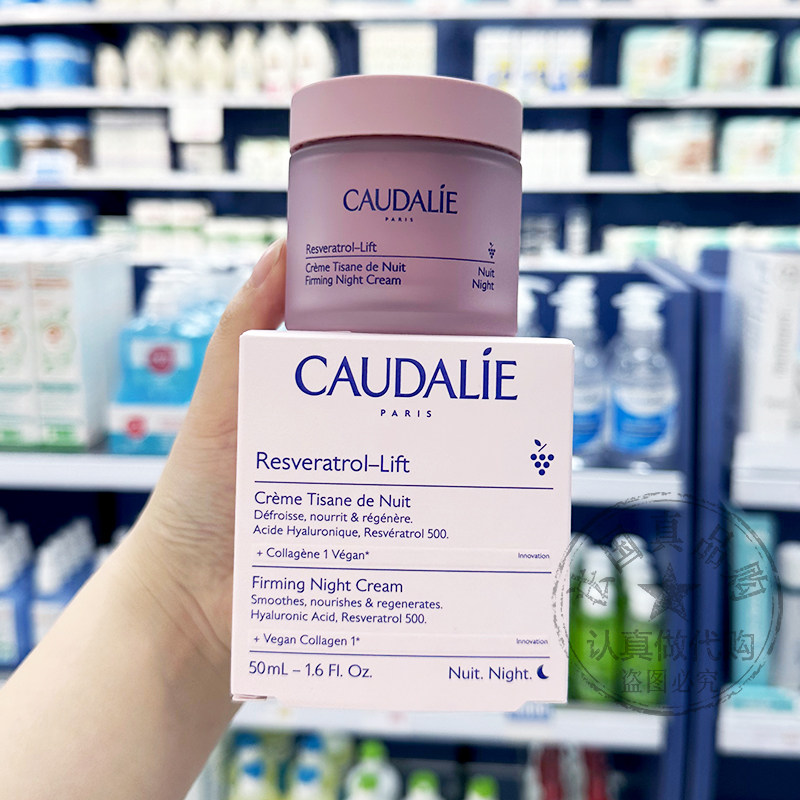 CAUDALÍE
PARIS
Resveratrol–Lift
Crème Tisane de Nuit
Firming Night Cream
Nuit
Night
CAUDALÍE
PARIS
Resveratrol–Lift
Crème Tisane de Nuit
Défroisse, nourrit & régénère.
Acide Hyaluronique, Resvératrol 500.
+ Collagène 1 Végan*
Innovation
Firming Night Cream
Smoothes, nourishes & regenerates.
Hyaluronic Acid, Resveratrol 500.
+ Vegan Collagen 1*
Innovation
50mL – 1.6 Fl. Oz.
Nuit. Night.
认真做代购
盗图必究